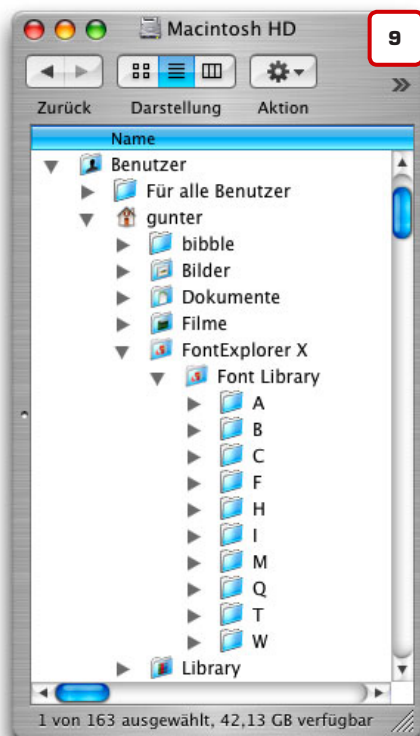 Macintosh HD
9
Zurück Darstellung Aktion
Name
Benutzer
Für alle Benutzer
gunter
bibble
Bilder
Dokumente
Filme
FontExplorer X
Font Library
A
B
C
F
H
I
M
Q
T
W
Library
1 von 163 ausgewählt, 42,13 GB verfügbar